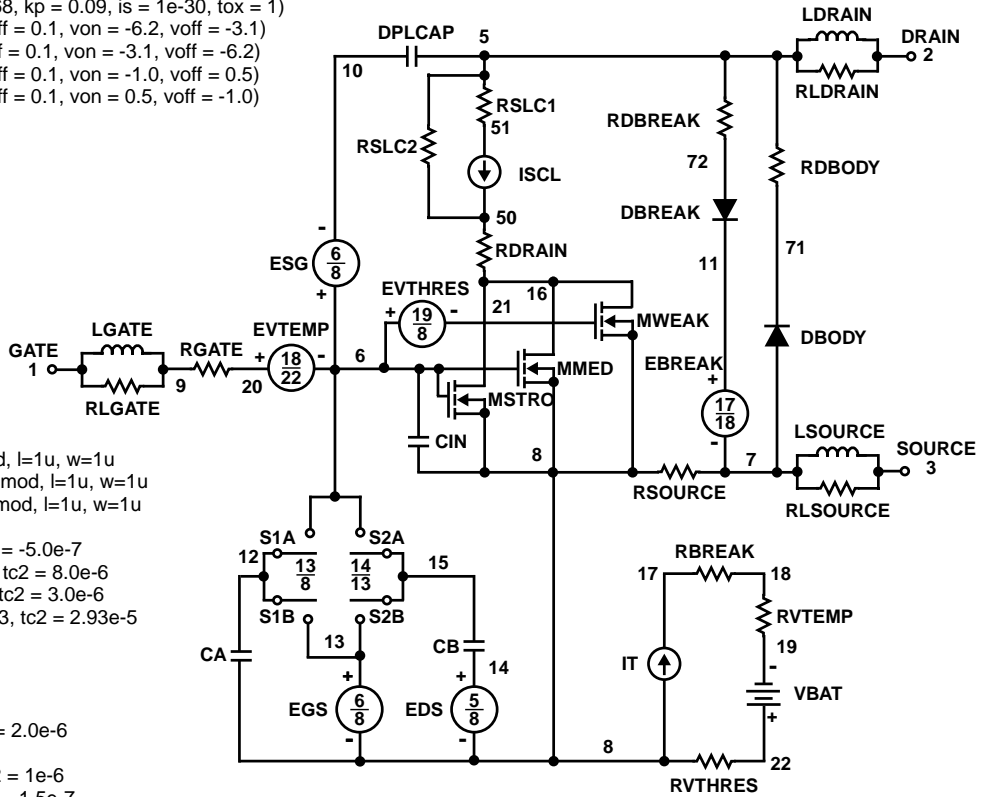 68, kp = 0.09, is = 1e-30, tox = 1)
ff = 0.1, von = -6.2, voff = -3.1)
f = 0.1, von = -3.1, voff = -6.2)
ff = 0.1, von = -1.0, voff = 0.5)
ff = 0.1, von = 0.5, voff = -1.0)
DPLCAP
5
10
LDRAIN
DRAIN
2
RLDRAIN
RSLC1
51
RSLC2
ISCL
50
RDRAIN
RDBREAK
72
RDBODY
DBREAK
71
11
ESG
6
8
-
+
EVTHRES
+
19
8
-
21
16
MWEAK
LGATE
GATE
1
RLGATE
9
RGATE
20
EVTEMP
+
18
22
-
6
MMED
MSTRO
EBREAK
+
17
18
-
DBODY
CIN
8
RSOURCE
7
LSOURCE
SOURCE
3
RLSOURCE
d, l=1u, w=1u
mod, l=1u, w=1u
mod, l=1u, w=1u
= -5.0e-7
tc2 = 8.0e-6
tc2 = 3.0e-6
3, tc2 = 2.93e-5
= 2.0e-6
2 = 1e-6
S1A
S2A
12
13
8
14
13
15
S1B
S2B
13
CA
CB
14
+
EGS
6
8
-
+
EDS
5
8
-
8
RBREAK
17
18
RVTEMP
19
IT
-
VBAT
+
22
RVTHRES